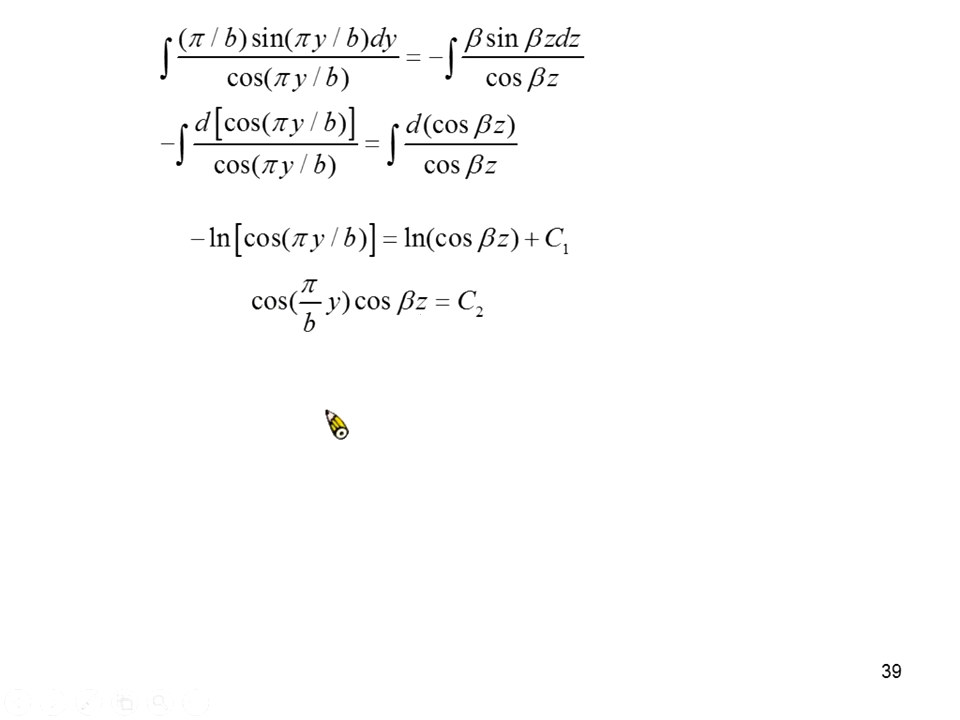 ∫ (π / b) sin(π y / b)dy / cos(π y / b) = −∫ β sin βzdz / cos βz
−∫ d[cos(π y / b)] / cos(π y / b) = ∫ d(cos βz) / cos βz
−ln[cos(π y / b)] = ln(cos βz) + C₁
cos(π/b y) cos βz = C₂
39